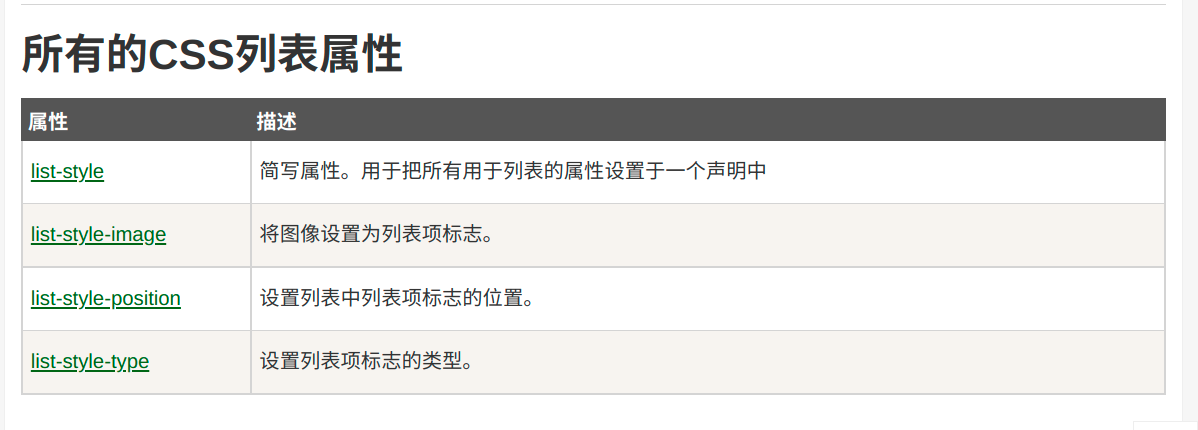 所有的CSS列表属性
属性 描述
list-style 简写属性。用于把所有用于列表的属性设置于一个声明中
list-style-image 将图像设置为列表项标志。
list-style-position 设置列表中列表项标志的位置。
list-style-type 设置列表项标志的类型。